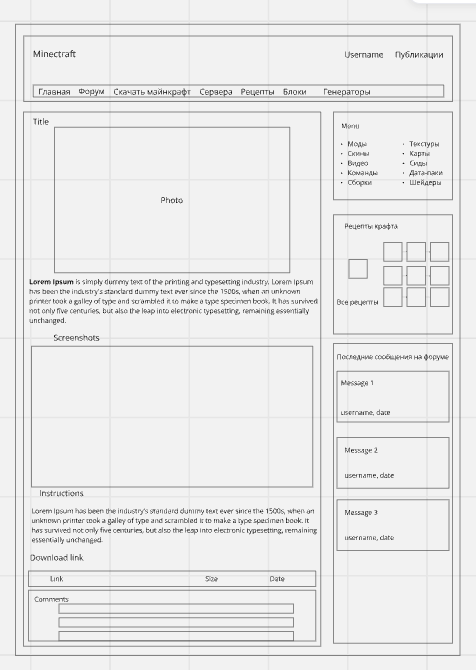 Minectraft
Username Публикации
Главная Форум Скачать майнкрафт Сервера Рецепты Блоки Генераторы
Title
Photo
Lorem Ipsum is simply dummy text of the printing and typesetting industry. Lorem Ipsum
has been the industry's standard dummy text ever since the 1500s, when an unknown
printer took a galley of type and scrambled it to make a type specimen book. It has survived
not only five centuries, but also the leap into electronic typesetting, remaining essentially
unchanged.
Screenshots
Instructions
Lorem Ipsum has been the industry's standard dummy text ever since the 1500s, when an
unknown printer took a galley of type and scrambled it to make a type specimen book. It
has survived not only five centuries, but also the leap into electronic typesetting, remaining
essentially unchanged.
Download link
Link Size Date
Comments
Menu
• Моды
• Скины
• Видео
• Команды
• Сборки
• Текстуры
• Карты
• Сиды
• Дата-паки
• Шейдеры
Рецепты крафта
Все рецепты
Последние сообщения на форуме
Message 1
username, date
Message 2
username, date
Message 3
username, date